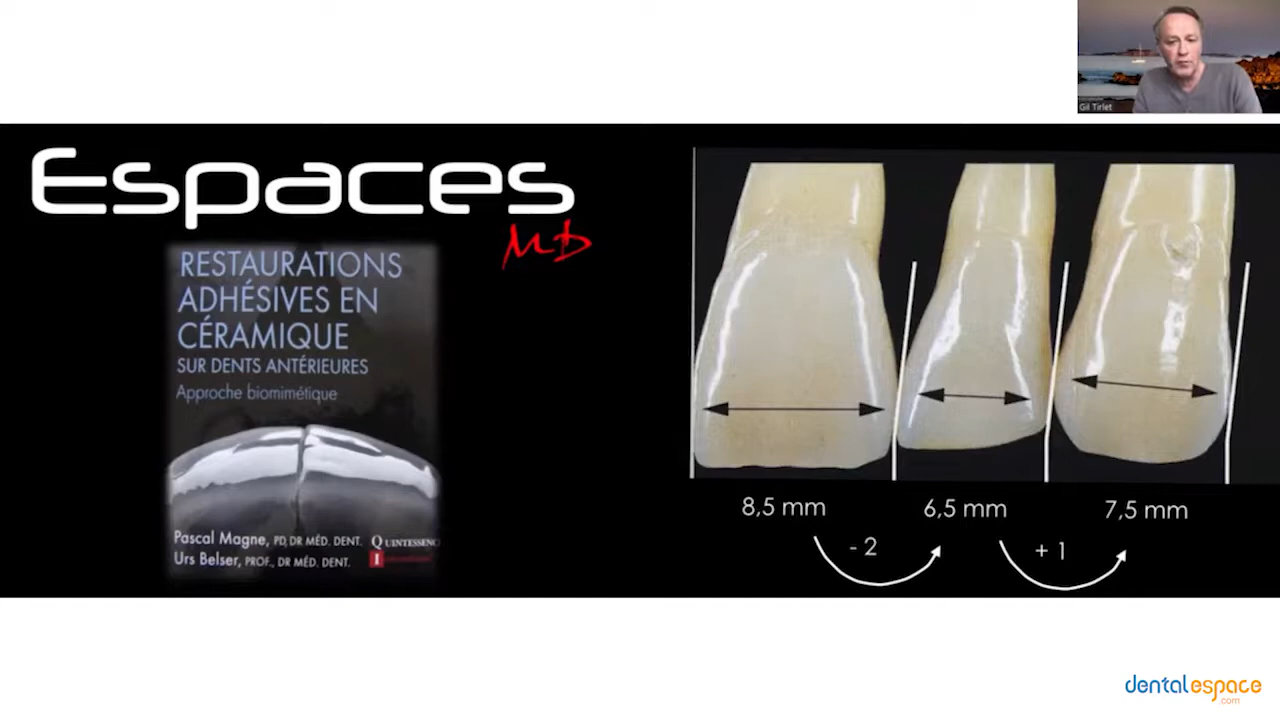 Gil Tirlet
Espaces
MD
RESTAURATIONS
ADHÉSIVES EN
CÉRAMIQUE
SUR DENTS ANTÉRIEURES
Approche biomimétique
Pascal Magne, PD, DR MÉD. DENT.
Urs Belser, PROF., DR MÉD. DENT.
QUINTESSENC
I
8,5 mm
6,5 mm
7,5 mm
- 2
+ 1
dentalespace
.com